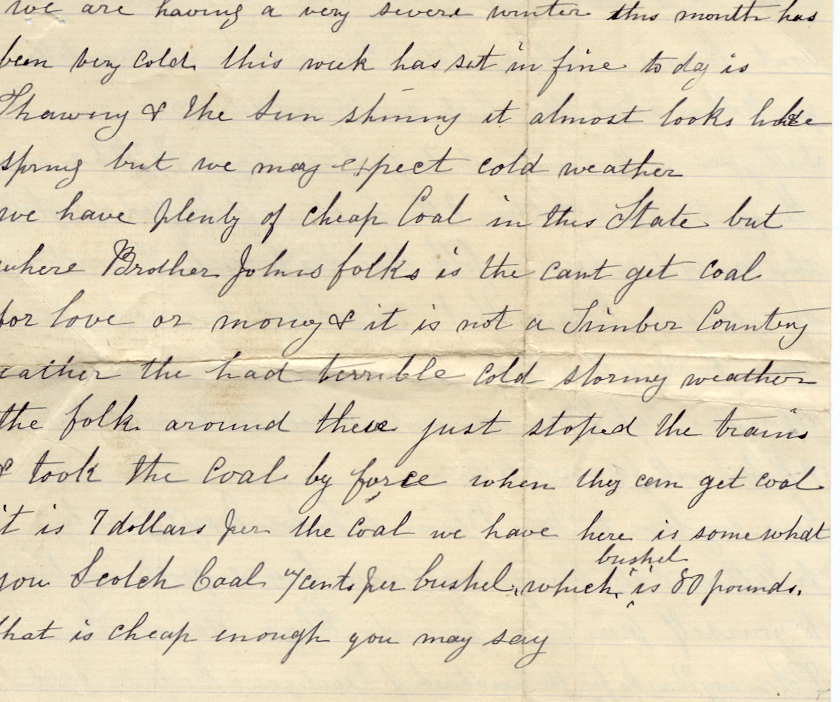 we are having a very severe winter this month has
been very cold. this week has set in fine to day is
Thawing & the Sun shining it almost looks like
spring but we may expect cold weather
we have plenty of cheap Coal in this State but
where Brother Johns folks is the cant get coal
for love or money & it is not a Timber Country
eather the had terrible cold stormy weather
the folk around there just stoped the trains
& took the Coal by force when they can get coal
it is 7 dollars per the Coal we have here is somewhat
bushel
you Scotch Coal 7 cents per bushel, which is 80 pounds.
that is cheap enough you may say